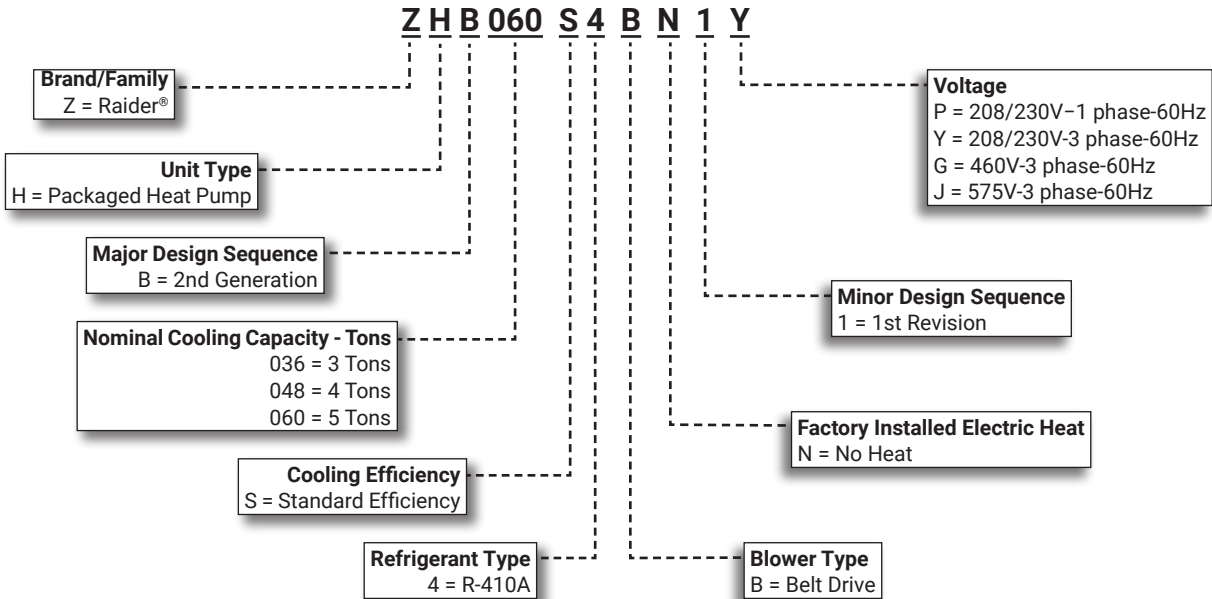 Z H B 060 S 4 B N 1 Y
Brand/Family
Z = Raider®
Unit Type
H = Packaged Heat Pump
Major Design Sequence
B = 2nd Generation
Nominal Cooling Capacity - Tons
036 = 3 Tons
048 = 4 Tons
060 = 5 Tons
Cooling Efficiency
S = Standard Efficiency
Refrigerant Type
4 = R-410A
Voltage
P = 208/230V−1 phase-60Hz
Y = 208/230V-3 phase-60Hz
G = 460V-3 phase-60Hz
J = 575V-3 phase-60Hz
Minor Design Sequence
1 = 1st Revision
Factory Installed Electric Heat
N = No Heat
Blower Type
B = Belt Drive